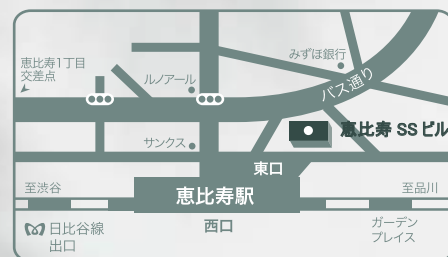 みずほ銀行
恵比寿1丁目
交差点
ルノアール
バス通り
恵比寿 SSビル
サンクス
東口
至渋谷
恵比寿駅
至品川
西口
日比谷線
出口
ガーデン
プレイス